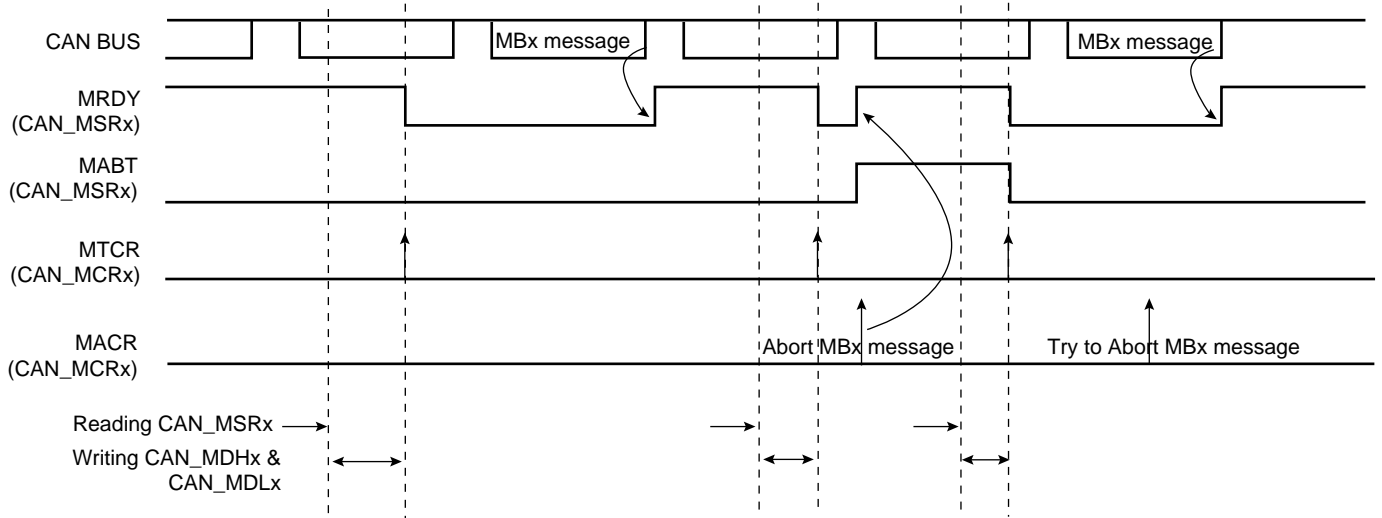 CAN BUS
MBx message
MBx message
MRDY
(CAN_MSRx)
MABT
(CAN_MSRx)
MTCR
(CAN_MCRx)
MACR
(CAN_MCRx)
Abort MBx message
Try to Abort MBx message
Reading CAN_MSRx
Writing CAN_MDHx &
CAN_MDLx